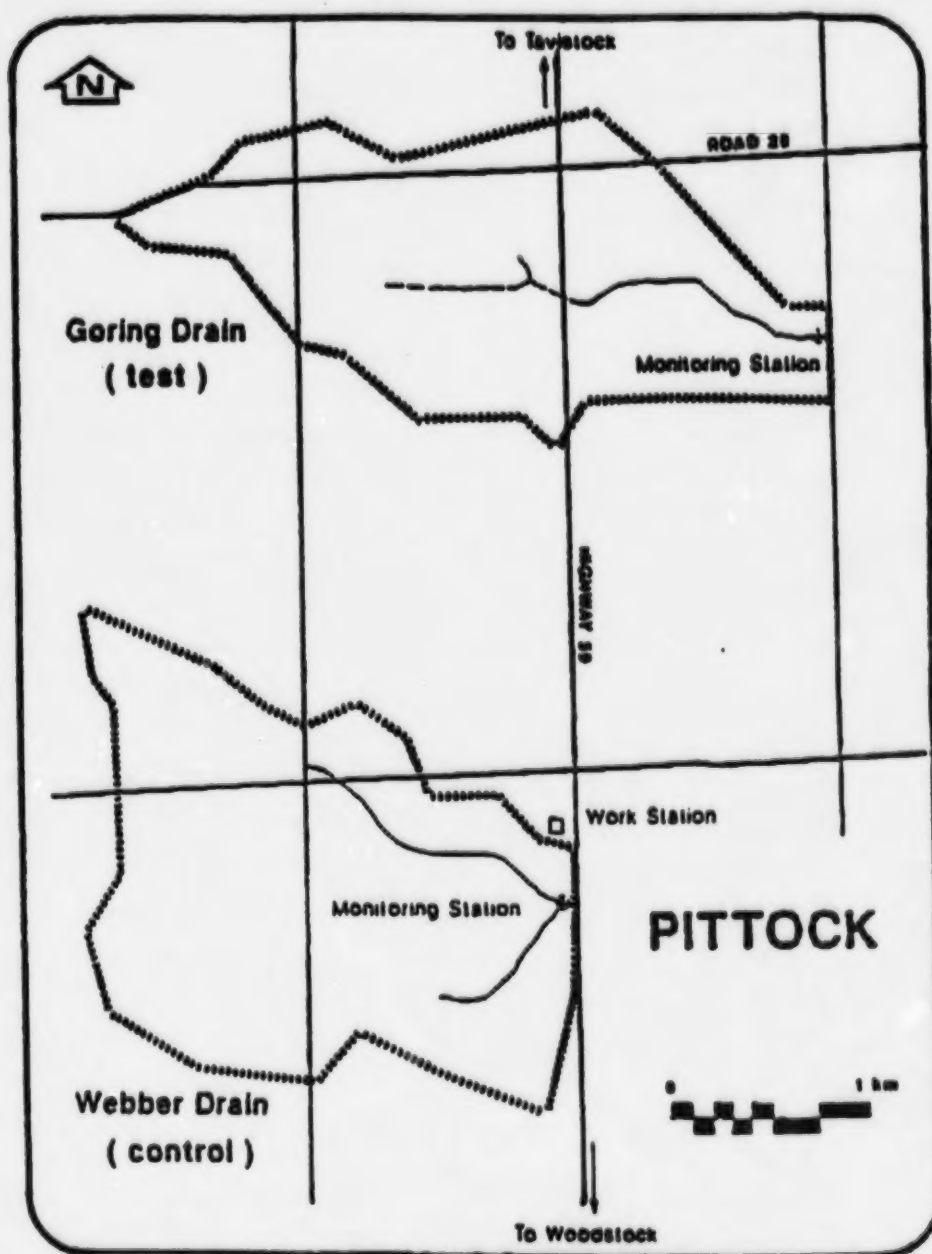 To Tavistock
N
ROAD 28
Goring Drain
( test )
Monitoring Station
HIGHWAY 59
Work Station
Monitoring Station
PITTOCK
0 1 km
Webber Drain
( control )
To Woodstock